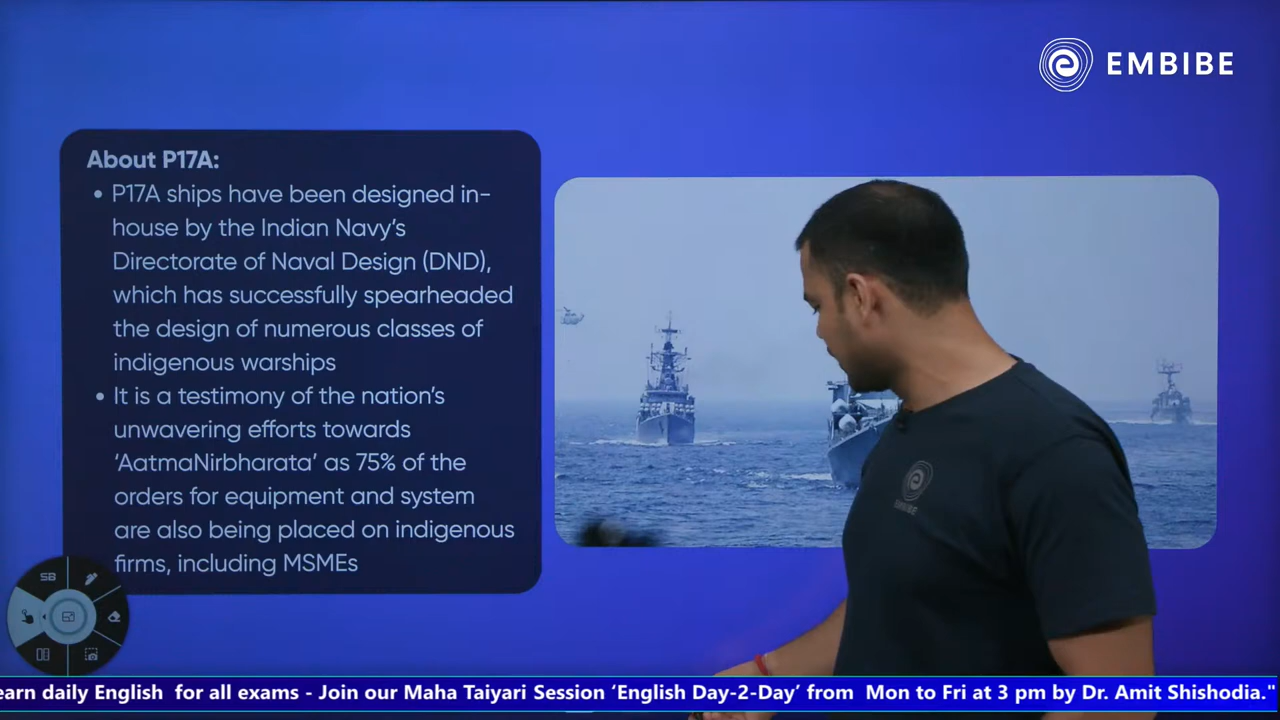 EMBIBE
About P17A:
• P17A ships have been designed in-
house by the Indian Navy's
Directorate of Naval Design (DND),
which has successfully spearheaded
the design of numerous classes of
indigenous warships
• It is a testimony of the nation's
unwavering efforts towards
'AatmaNirbharata' as 75% of the
orders for equipment and system
are also being placed on indigenous
firms, including MSMEs
SB
EMBIBE
earn daily English for all exams - Join our Maha Taiyari Session 'English Day-2-Day' from Mon to Fri at 3 pm by Dr. Amit Shishodia."